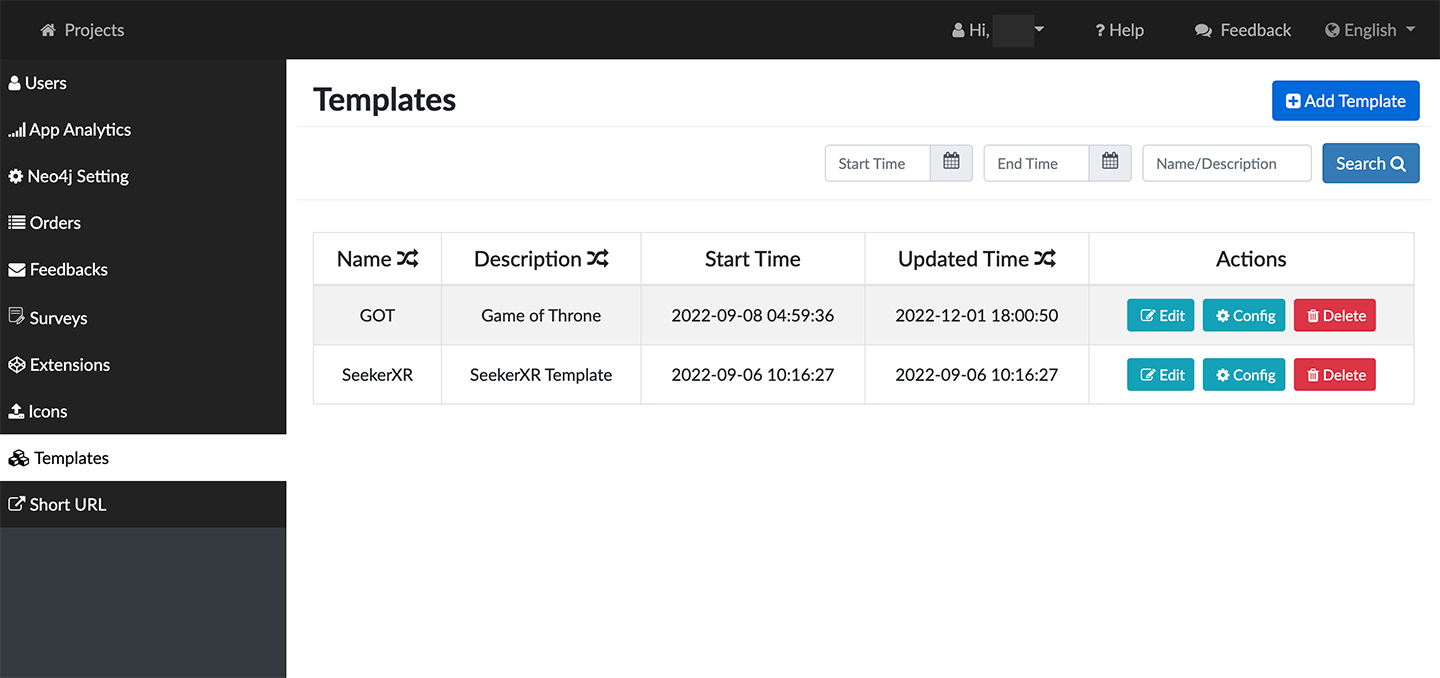 Projects Hi, ? Help Feedback English
Users
App Analytics
Neo4j Setting
Orders
Feedbacks
Surveys
Extensions
Icons
Templates
Short URL
Templates
Add Template
Start Time End Time Name/Description Search
Name Description Start Time Updated Time Actions
GOT Game of Throne 2022-09-08 04:59:36 2022-12-01 18:00:50 Edit Config Delete
SeekerXR SeekerXR Template 2022-09-06 10:16:27 2022-09-06 10:16:27 Edit Config Delete